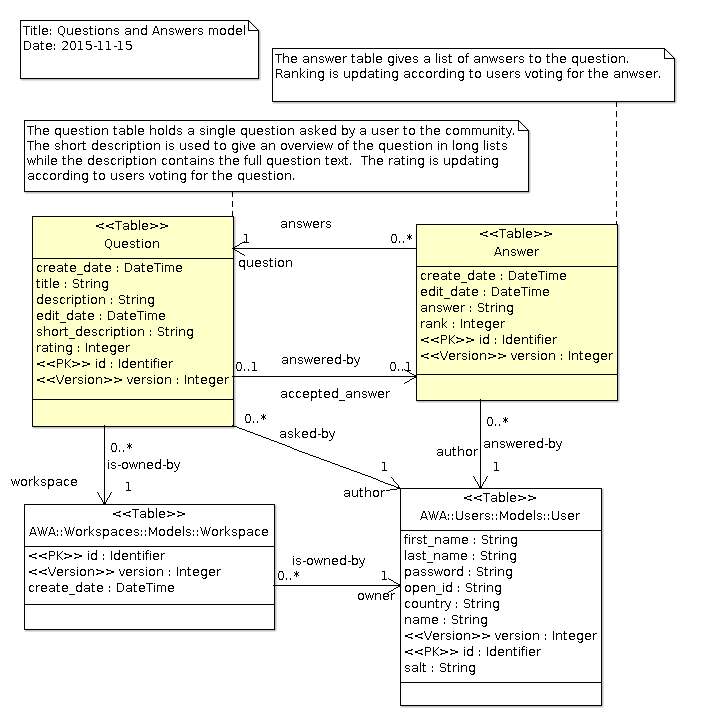 Title: Questions and Answers model
Date: 2015-11-15
The answer table gives a list of anwsers to the question.
Ranking is updating according to users voting for the anwser.
The question table holds a single question asked by a user to the community.
The short description is used to give an overview of the question in long lists
while the description contains the full question text.  The rating is updating
according to users voting for the question.
<<Table>>
Question
create_date : DateTime
title : String
description : String
edit_date : DateTime
short_description : String
rating : Integer
<<PK>> id : Identifier
<<Version>> version : Integer
answers
1
0..*
question
<<Table>>
Answer
create_date : DateTime
edit_date : DateTime
answer : String
rank : Integer
<<PK>> id : Identifier
<<Version>> version : Integer
0..1
answered-by
0..1
accepted_answer
0..*
asked-by
1
author
0..*
answered-by
author
1
0..*
is-owned-by
workspace
1
<<Table>>
AWA::Workspaces::Models::Workspace
<<PK>> id : Identifier
<<Version>> version : Integer
create_date : DateTime
is-owned-by
0..*
1
owner
<<Table>>
AWA::Users::Models::User
first_name : String
last_name : String
password : String
open_id : String
country : String
name : String
<<Version>> version : Integer
<<PK>> id : Identifier
salt : String